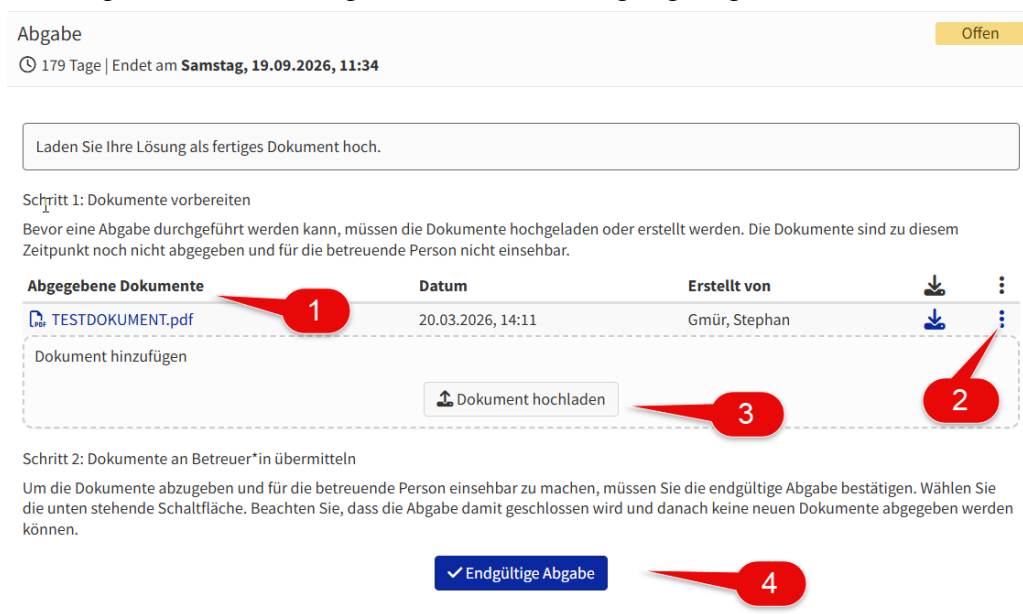 Abgabe
Offen
179 Tage | Endet am Samstag, 19.09.2026, 11:34
Laden Sie Ihre Lösung als fertiges Dokument hoch.
Schritt 1: Dokumente vorbereiten
Bevor eine Abgabe durchgeführt werden kann, müssen die Dokumente hochgeladen oder erstellt werden. Die Dokumente sind zu diesem
Zeitpunkt noch nicht abgegeben und für die betreuende Person nicht einsehbar.
Abgegebene Dokumente Datum Erstellt von
1
PDF TESTDOKUMENT.pdf 20.03.2026, 14:11 Gmür, Stephan
Dokument hinzufügen
2
Dokument hochladen
3
Schritt 2: Dokumente an Betreuer*in übermitteln
Um die Dokumente abzugeben und für die betreuende Person einsehbar zu machen, müssen Sie die endgültige Abgabe bestätigen. Wählen Sie
die unten stehende Schaltfläche. Beachten Sie, dass die Abgabe damit geschlossen wird und danach keine neuen Dokumente abgegeben werden
können.
Endgültige Abgabe
4